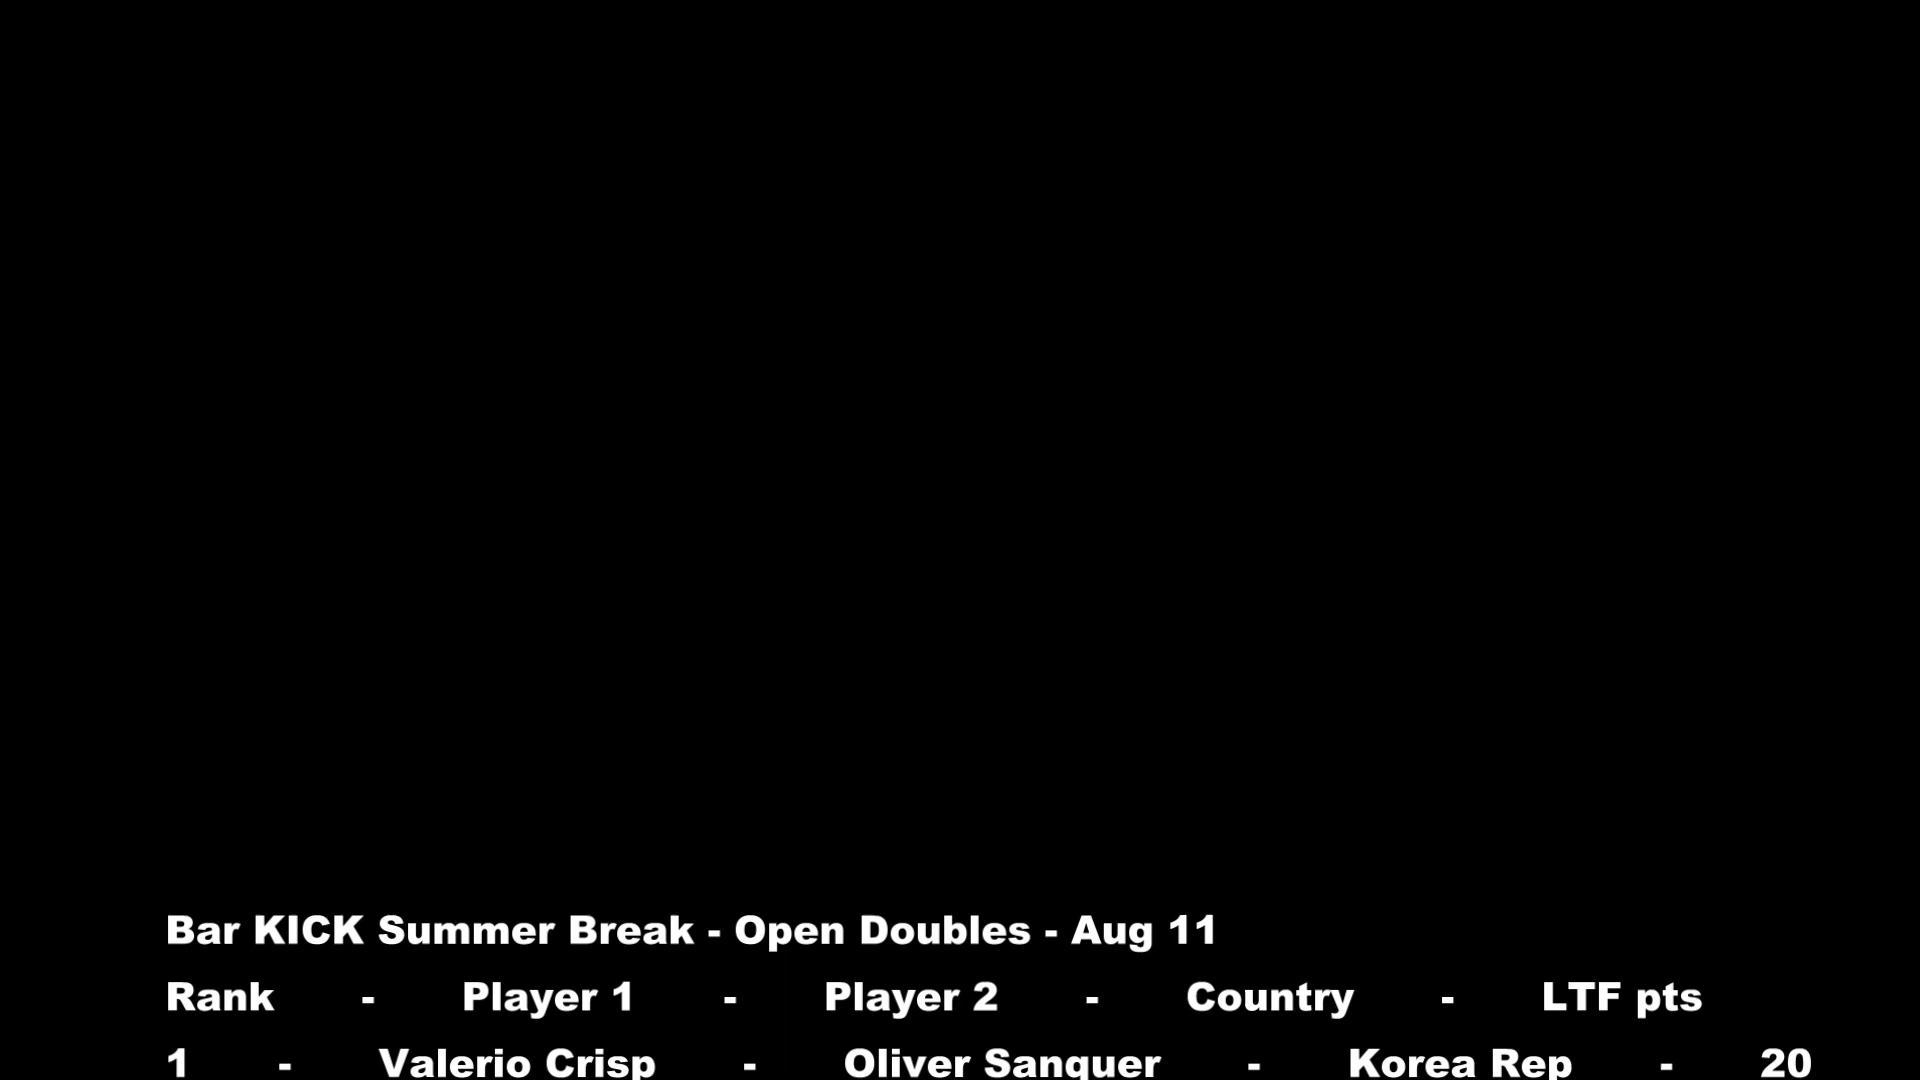 Bar KICK Summer Break - Open Doubles - Aug 11
Rank - Player 1 - Player 2 - Country - LTF pts
1 - Valerio Crisp - Oliver Sanquer - Korea Rep - 20